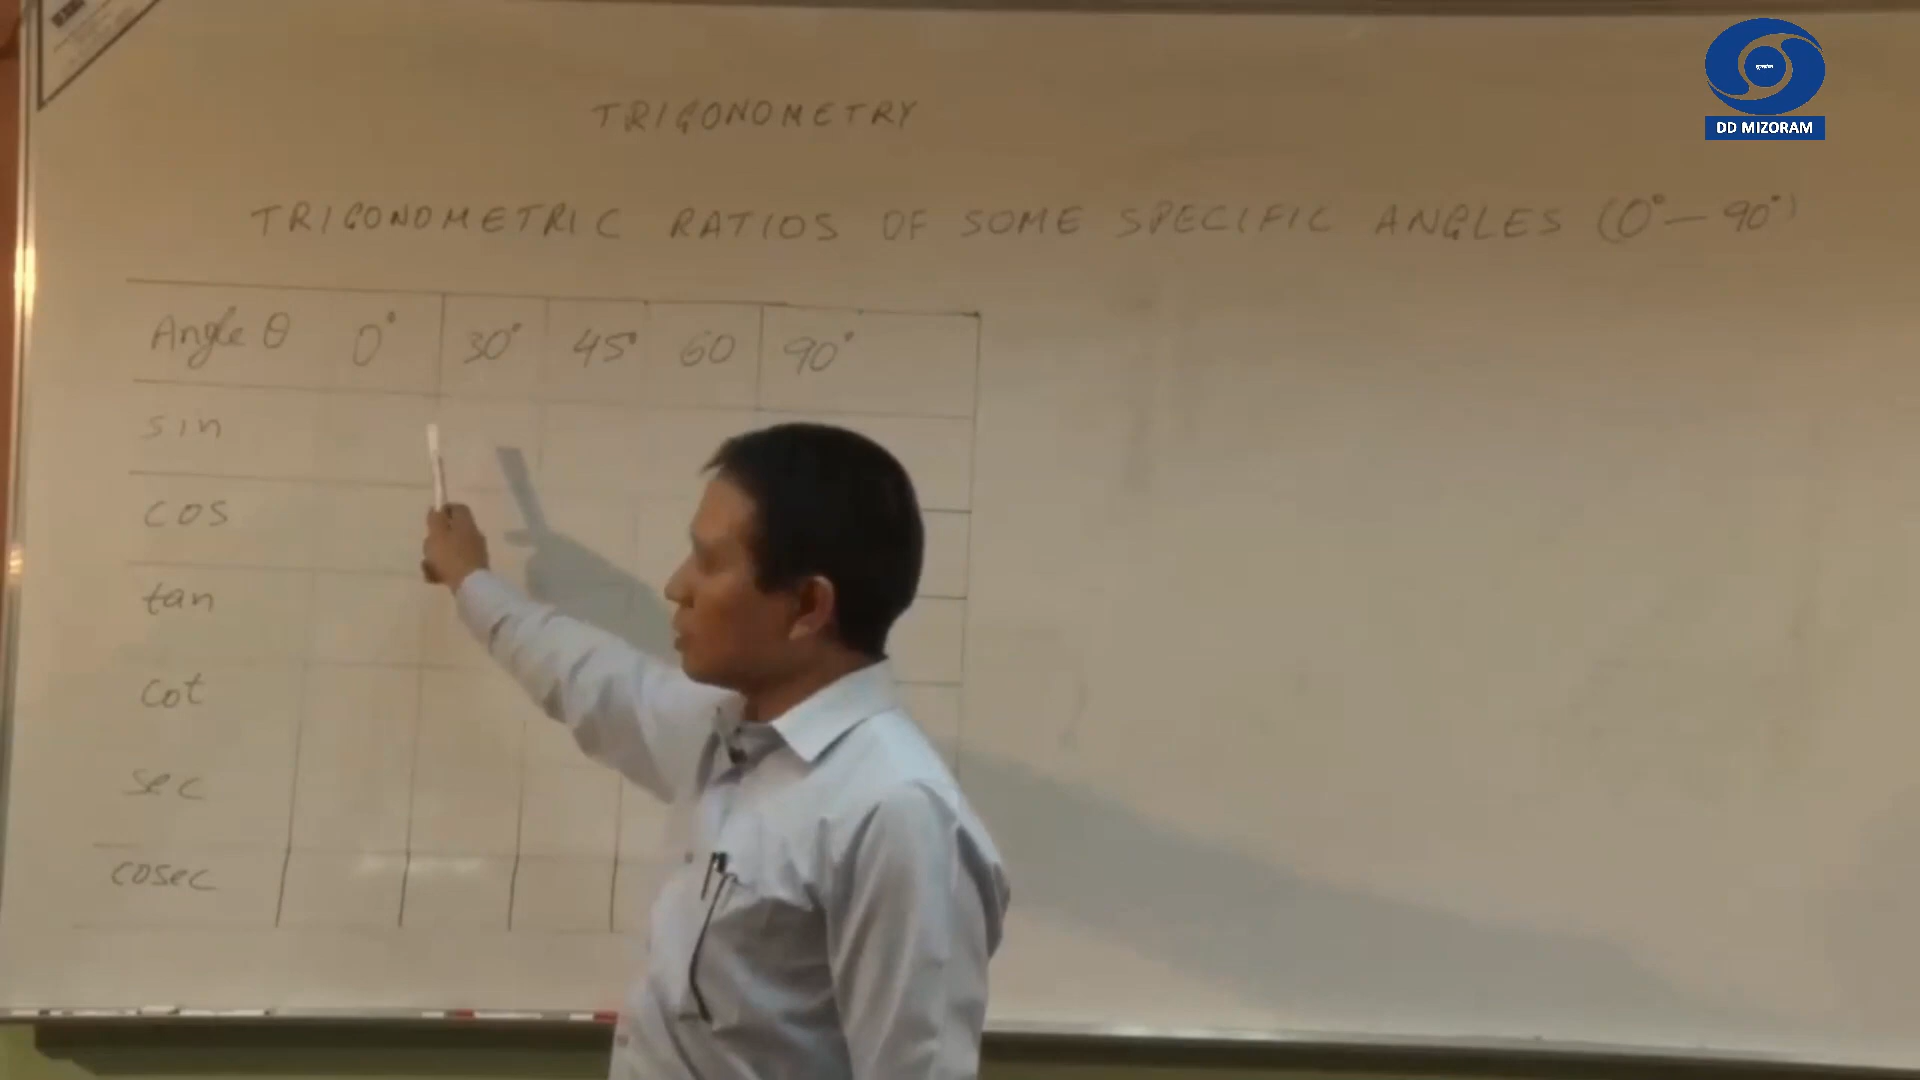 DD MIZORAM
TRIGONOMETRY
TRIGONOMETRIC RATIOS OF SOME SPECIFIC ANGLES (0°— 90°)
Angle θ 0° 30° 45° 60 90°
sin
cos
tan
cot
sec
cosec